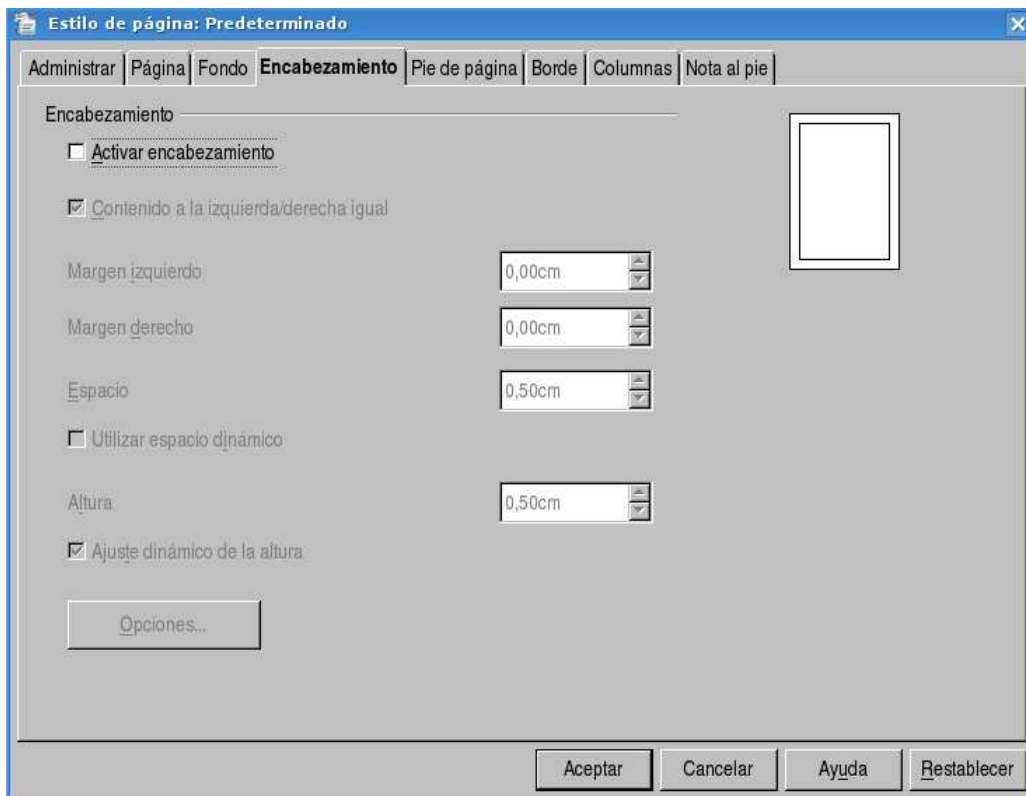 Estilo de página: Predeterminado
Administrar Página Fondo Encabezamiento Pie de página Borde Columnas Nota al pie
Encabezamiento
Activar encabezamiento
Contenido a la izquierda/derecha igual
Margen izquierdo 0,00cm
Margen derecho 0,00cm
Espacio 0,50cm
Utilizar espacio dinámico
Altura 0,50cm
Ajuste dinámico de la altura
Opciones...
Aceptar Cancelar Ayuda Restablecer